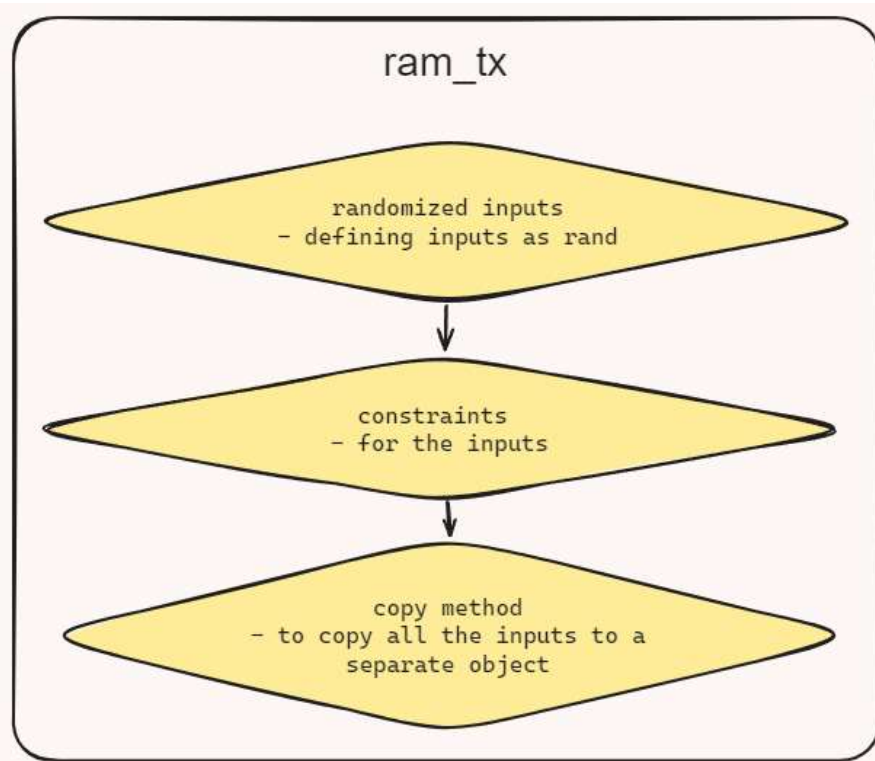 ram_tx
randomized inputs
- defining inputs as rand
constraints
- for the inputs
copy method
- to copy all the inputs to a
separate object